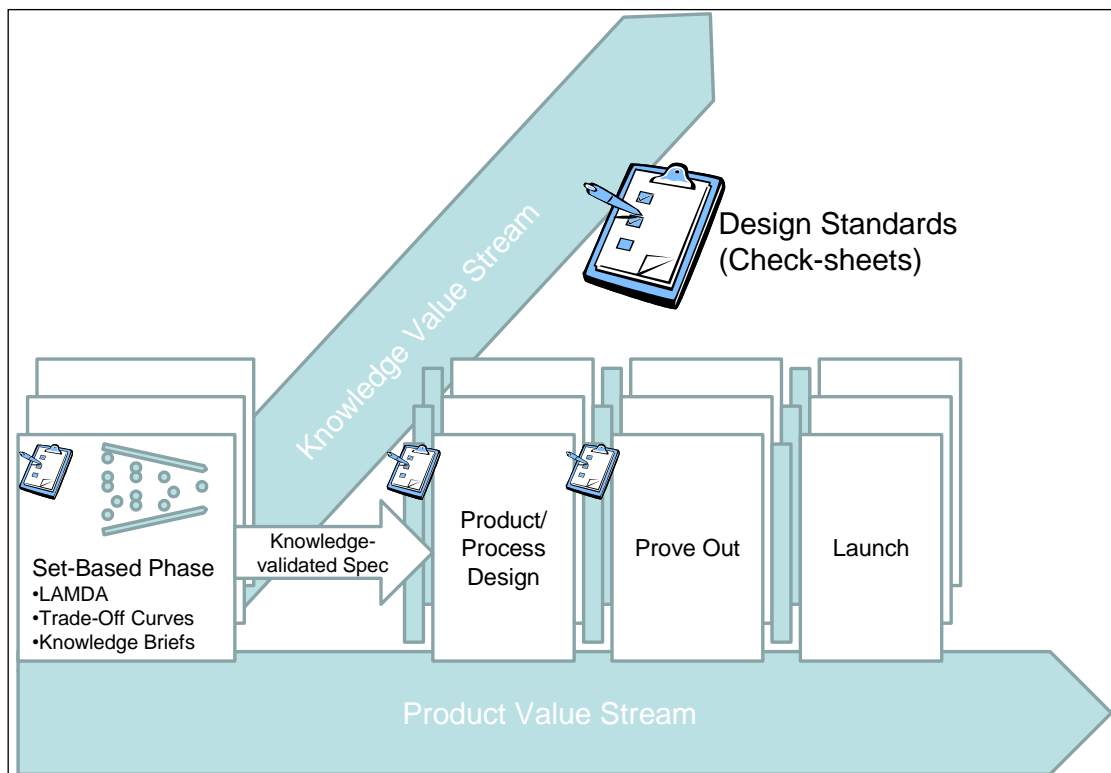 Knowledge Value Stream
Design Standards
(Check-sheets)
Set-Based Phase
•LAMDA
•Trade-Off Curves
•Knowledge Briefs
Knowledge-
validated Spec
Product/
Process
Design
Prove Out
Launch
Product Value Stream